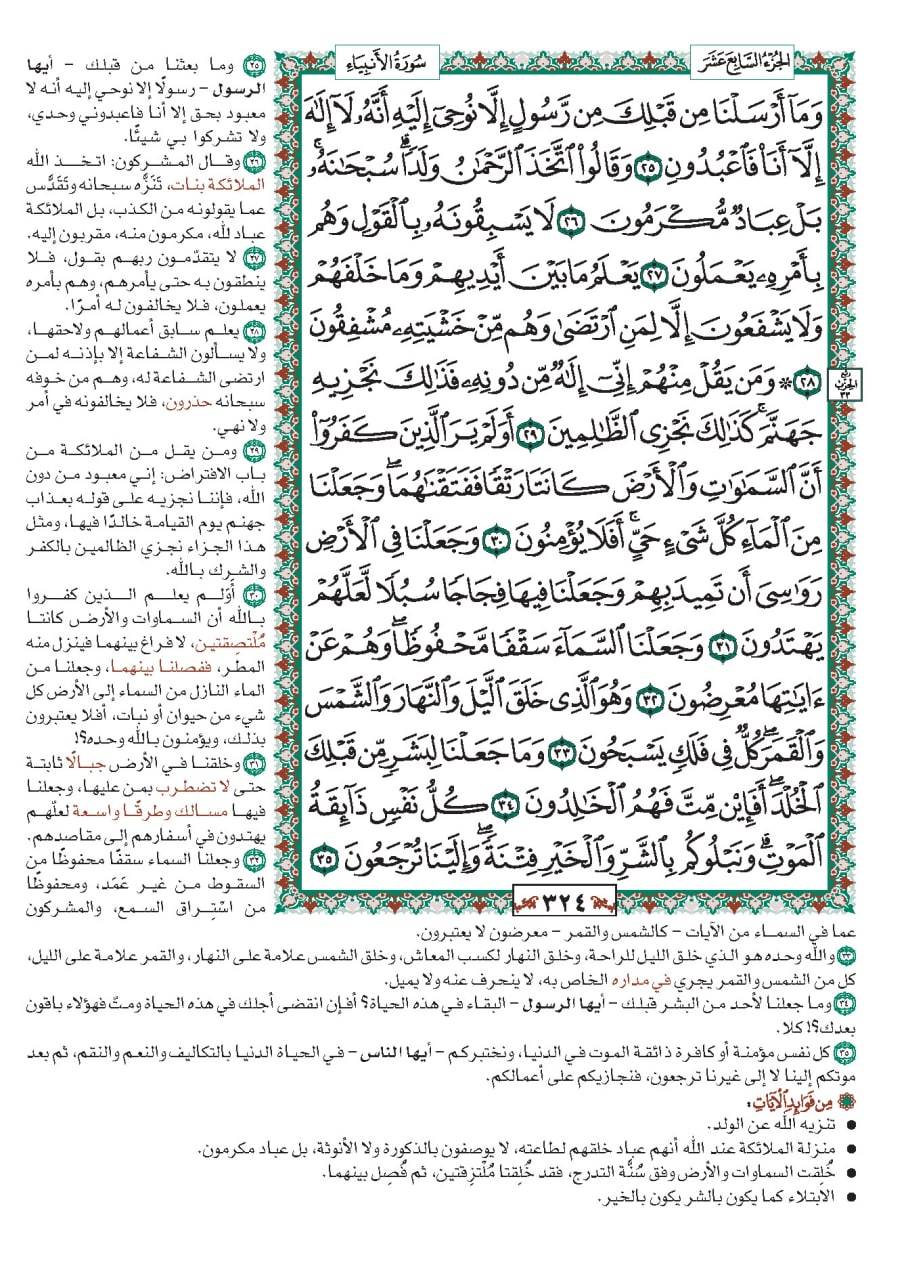 الجُزْءُ السَّابِعَ عَشَرَ
سُورَةُ الأَنبِيَاءِ
وَمَآ أَرْسَلْنَا مِن قَبْلِكَ مِن رَّسُولٍ إِلَّا نُوحِىٓ إِلَيْهِ أَنَّهُۥ لَآ إِلَٰهَ
إِلَّآ أَنَا۠ فَٱعْبُدُونِ ٢٥ وَقَالُوا۟ ٱتَّخَذَ ٱلرَّحْمَٰنُ وَلَدًا ۗ سُبْحَٰنَهُۥ ۚ
بَلْ عِبَادٌ مُّكْرَمُونَ ٢٦ لَا يَسْبِقُونَهُۥ بِٱلْقَوْلِ وَهُم
بِأَمْرِهِۦ يَعْمَلُونَ ٢٧ يَعْلَمُ مَا بَيْنَ أَيْدِيهِمْ وَمَا خَلْفَهُمْ
وَلَا يَشْفَعُونَ إِلَّا لِمَنِ ٱرْتَضَىٰ وَهُم مِّنْ خَشْيَتِهِۦ مُشْفِقُونَ
٢٨ ۞ وَمَن يَقُلْ مِنْهُمْ إِنِّىٓ إِلَٰهٌ مِّن دُونِهِۦ فَذَٰلِكَ نَجْزِيهِ
جَهَنَّمَ ۚ كَذَٰلِكَ نَجْزِى ٱلظَّٰلِمِينَ ٢٩ أَوَلَمْ يَرَ ٱلَّذِينَ كَفَرُوٓا۟
أَنَّ ٱلسَّمَٰوَٰتِ وَٱلْأَرْضَ كَانَتَا رَتْقًا فَفَتَقْنَٰهُمَا ۖ وَجَعَلْنَا
مِنَ ٱلْمَآءِ كُلَّ شَىْءٍ حَىٍّ ۖ أَفَلَا يُؤْمِنُونَ ٣٠ وَجَعَلْنَا فِى ٱلْأَرْضِ
رَوَٰسِىَ أَن تَمِيدَ بِهِمْ وَجَعَلْنَا فِيهَا فِجَاجًا سُبُلًا لَّعَلَّهُمْ
يَهْتَدُونَ ٣١ وَجَعَلْنَا ٱلسَّمَآءَ سَقْفًا مَّحْفُوظًا ۖ وَهُمْ عَنْ
ءَايَٰتِهَا مُعْرِضُونَ ٣٢ وَهُوَ ٱلَّذِى خَلَقَ ٱلَّيْلَ وَٱلنَّهَارَ وَٱلشَّمْسَ
وَٱلْقَمَرَ ۖ كُلٌّ فِى فَلَكٍ يَسْبَحُونَ ٣٣ وَمَا جَعَلْنَا لِبَشَرٍ مِّن قَبْلِكَ
ٱلْخُلْدَ ۖ أَفَإِي۟ن مِّتَّ فَهُمُ ٱلْخَٰلِدُونَ ٣٤ كُلُّ نَفْسٍ ذَآئِقَةُ
ٱلْمَوْتِ ۗ وَنَبْلُوكُم بِٱلشَّرِّ وَٱلْخَيْرِ فِتْنَةً ۖ وَإِلَيْنَا تُرْجَعُونَ ٣٥
ربع
الحزب
٣٣
٣٢٤
٢٥ وما بعثنا من قبلك – أيها
الرسول – رسولًا إلا نوحي إليه أنه لا
معبود بحق إلا أنا فاعبدوني وحدي،
ولا تشركوا بي شيئًا.
٢٦ وقال المشركون: اتخذ الله
الملائكة بنات، تَنَزَّه سبحانه وتَقَدَّس
عما يقولونه من الكذب، بل الملائكة
عباد لله، مكرمون منه، مقربون إليه.
٢٧ لا يتقدّمون ربهم بقول، فلا
ينطقون به حتى يأمرهم، وهم بأمره
يعملون، فلا يخالفون له أمرًا.
٢٨ يعلم سابق أعمالهم ولاحقها،
ولا يسألون الشفاعة إلا بإذنه لمن
ارتضى الشفاعة له، وهم من خوفه
سبحانه حذرون، فلا يخالفونه في أمر
ولا نهي.
٢٩ ومن يقل من الملائكة من
باب الافتراض: إني معبود من دون
الله، فإننا نجزيه على قوله بعذاب
جهنم يوم القيامة خالدًا فيها، ومثل
هذا الجزاء نجزي الظالمين بالكفر
والشرك بالله.
٣٠ أَوَلم يعلم الذين كفروا
بالله أن السماوات والأرض كانتا
مُلْتصقتين، لا فراغ بينهما فينزل منه
المطر، ففصلنا بينهما، وجعلنا من
الماء النازل من السماء إلى الأرض كل
شيء من حيوان أو نبات، أفلا يعتبرون
بذلك، ويؤمنون بالله وحده؟!
٣١ وخلقنا في الأرض جبالًا ثابتة
حتى لا تضطرب بمن عليها، وجعلنا
فيها مسالك وطرقًا واسعة لعلّهم
يهتدون في أسفارهم إلى مقاصدهم.
٣٢ وجعلنا السماء سقفًا محفوظًا من
السقوط من غير عَمَد، ومحفوظًا
من اسْتِراق السمع، والمشركون
عما في السماء من الآيات – كالشمس والقمر – معرضون لا يعتبرون.
٣٣ والله وحده هو الذي خلق الليل للراحة، وخلق النهار لكسب المعاش، وخلق الشمس علامة على النهار، والقمر علامة على الليل،
كل من الشمس والقمر يجري في مداره الخاص به، لا ينحرف عنه ولا يميل.
٣٤ وما جعلنا لأحد من البشر قبلك – أيها الرسول – البقاء في هذه الحياة؟ أفإن انقضى أجلك في هذه الحياة ومتّ فهؤلاء باقون
بعدك؟! كلا.
٣٥ كل نفس مؤمنة أو كافرة ذائقتة الموت في الدنيا، ونختبركم – أيها الناس – في الحياة الدنيا بالتكاليف والنعم والنقم، ثم بعد
موتكم إلينا لا إلى غيرنا ترجعون، فنجازيكم على أعمالكم.
مِن فَوَائِدِ الْآيَاتِ:
● تنزيه الله عن الولد.
● منزلة الملائكة عند الله أنهم عباد خلقهم لطاعته، لا يوصفون بالذكورة ولا الأنوثة، بل عباد مكرمون.
● خُلِقت السماوات والأرض وفق سُنَّة التدرج، فقد خُلِقتا مُلْتزِقتين، ثم فُصِل بينهما.
● الابتلاء كما يكون بالشر يكون بالخير.